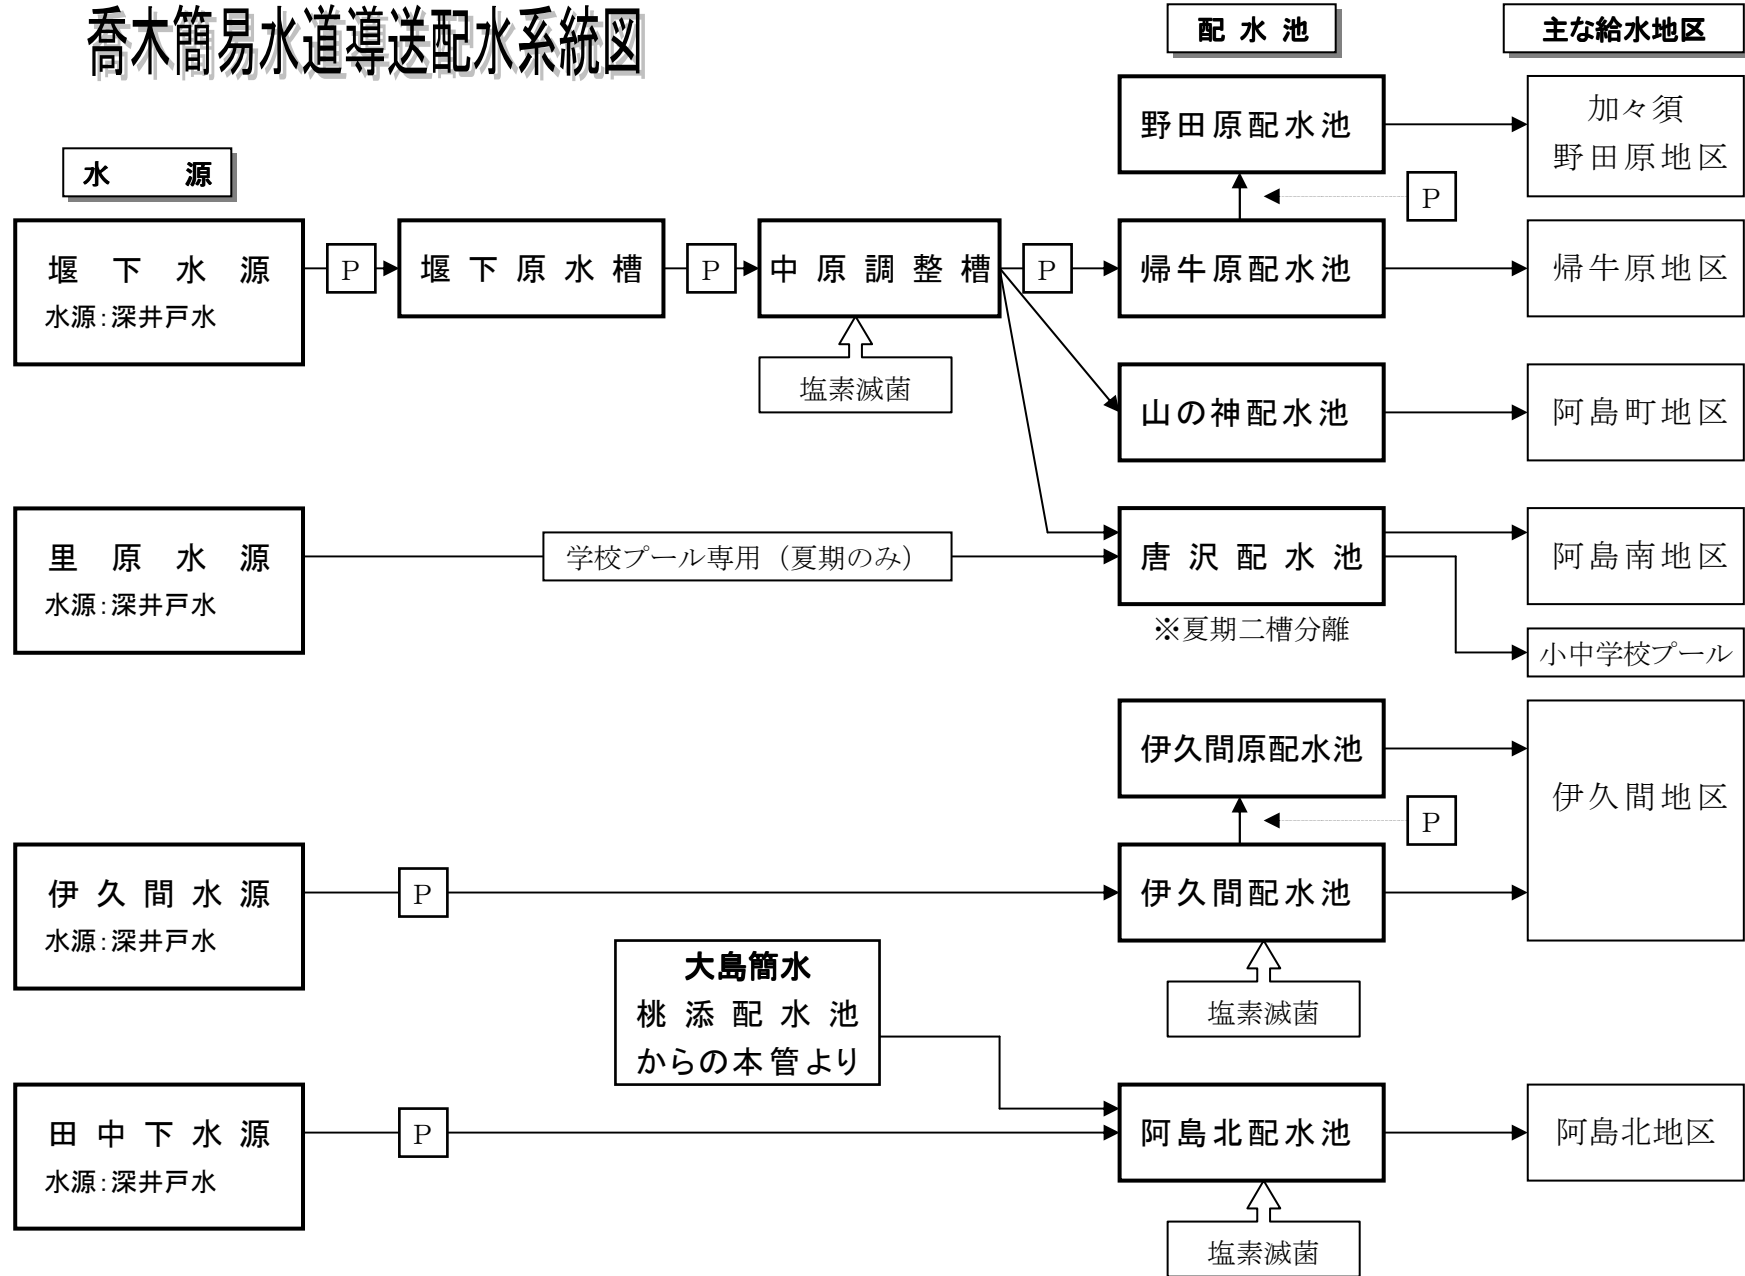 喬木簡易水道導送配水系統図
配水池
主な給水地区
水源
野田原配水池
加々須
野田原地区
P
堰下水源
水源:深井戸水
P
堰下原水槽
P
中原調整槽
P
帰牛原配水池
帰牛原地区
塩素滅菌
山の神配水池
阿島町地区
里原水源
水源:深井戸水
学校プール専用（夏期のみ）
唐沢配水池
※夏期二槽分離
阿島南地区
小中学校プール
伊久間原配水池
伊久間地区
P
伊久間水源
水源:深井戸水
P
伊久間配水池
塩素滅菌
大島簡水
桃添配水池
からの本管より
田中下水源
水源:深井戸水
P
阿島北配水池
阿島北地区
塩素滅菌